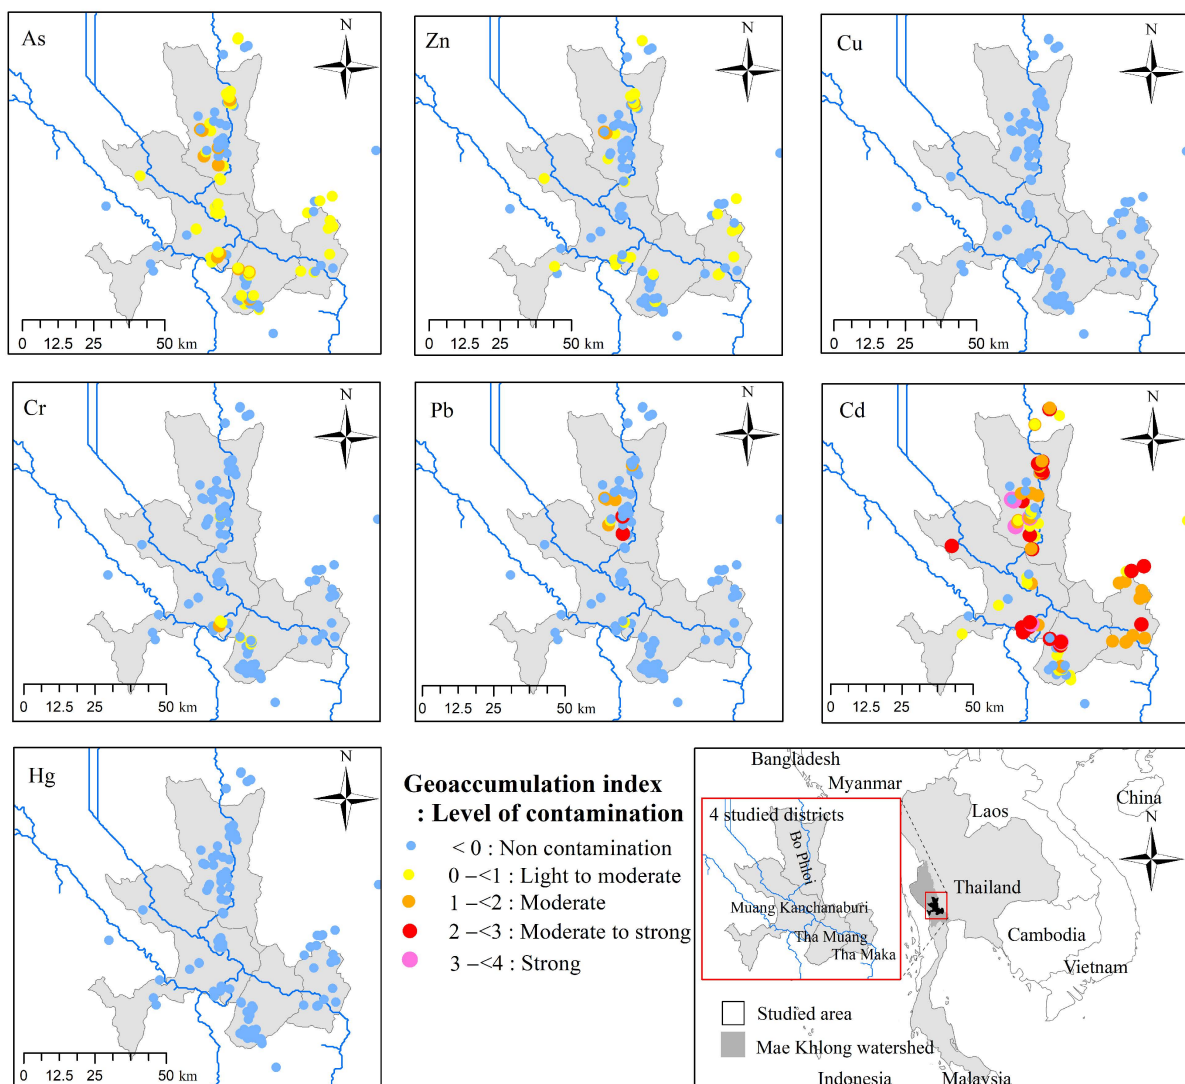 As
N
0 12.5 25 50 km
Zn
N
0 12.5 25 50 km
Cu
N
0 12.5 25 50 km
Cr
N
0 12.5 25 50 km
Pb
N
0 12.5 25 50 km
Cd
N
0 12.5 25 50 km
Hg
N
0 12.5 25 50 km
Geoaccumulation index
: Level of contamination
< 0 : Non contamination
0 –<1 : Light to moderate
1 –<2 : Moderate
2 –<3 : Moderate to strong
3 –<4 : Strong
Bangladesh
Myanmar
China
Laos
N
4 studied districts
Bo Phloi
Muang Kanchanaburi
Tha Muang
Tha Maka
Thailand
Cambodia
Vietnam
Studied area
Mae Khlong watershed
Indonesia
Malaysia